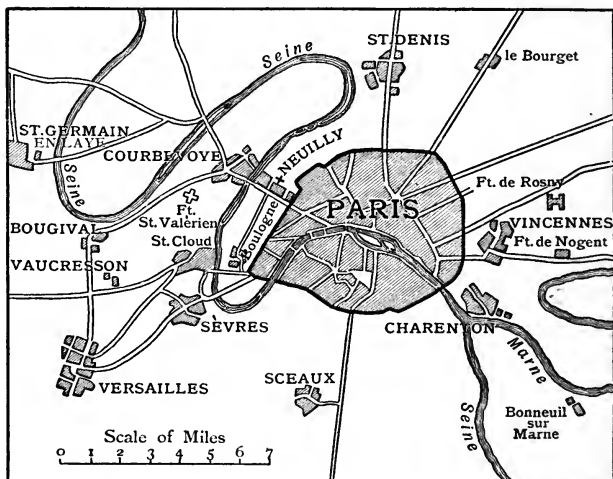 Seine
ST. DENIS
le Bourget
ST. GERMAIN
EN LAYE
Seine
COURBEVOYE
NEUILLY
Ft.
St. Valérien
Boulogne
PARIS
Ft. de Rosny
BOUGIVAL
St. Cloud
VINCENNES
Ft. de Nogent
VAUCRESSON
SÈVRES
CHARENTON
Marne
VERSAILLES
SCEAUX
Seine
Bonneuil
sur
Marne
Scale of Miles
0 1 2 3 4 5 6 7